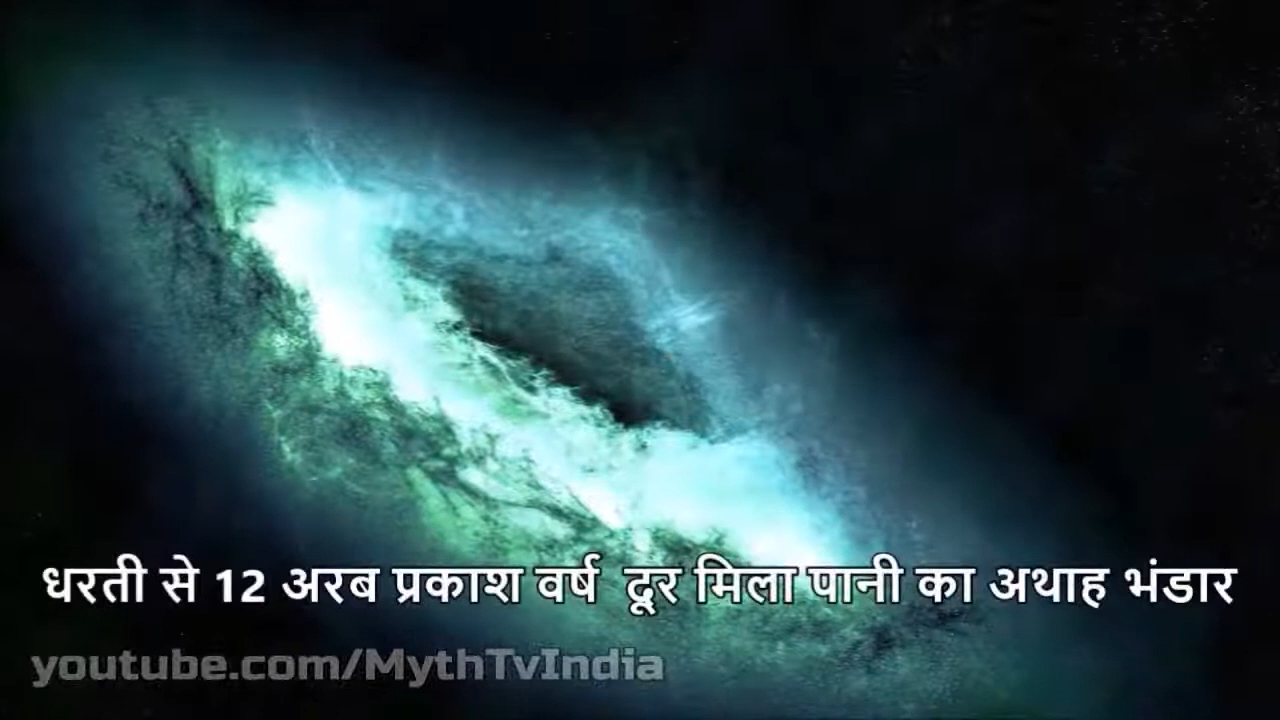 धरती से 12 अरब प्रकाश वर्ष दूर मिला पानी का अथाह भंडार
youtube.com/MythTvIndia